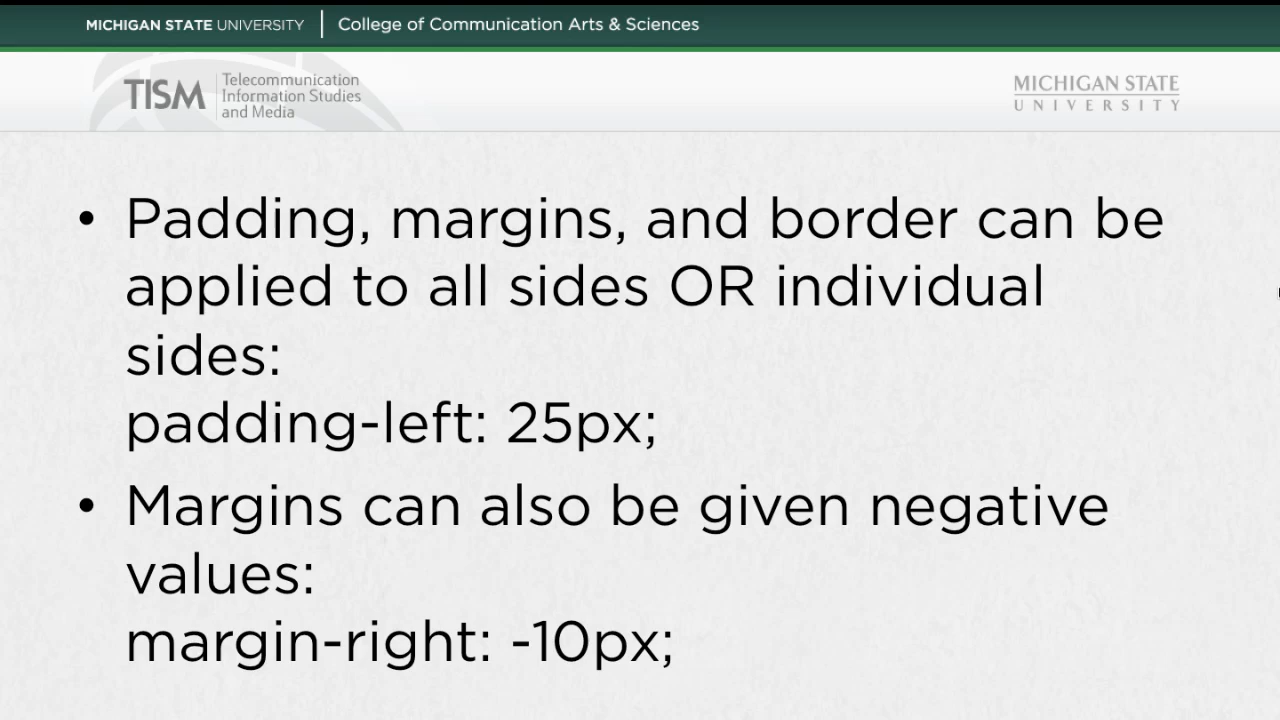 MICHIGAN STATE UNIVERSITY | College of Communication Arts & Sciences
TISM
Telecommunication
Information Studies
and Media
MICHIGAN STATE
UNIVERSITY
• Padding, margins, and border can be
applied to all sides OR individual
sides:
padding-left: 25px;
• Margins can also be given negative
values:
margin-right: -10px;